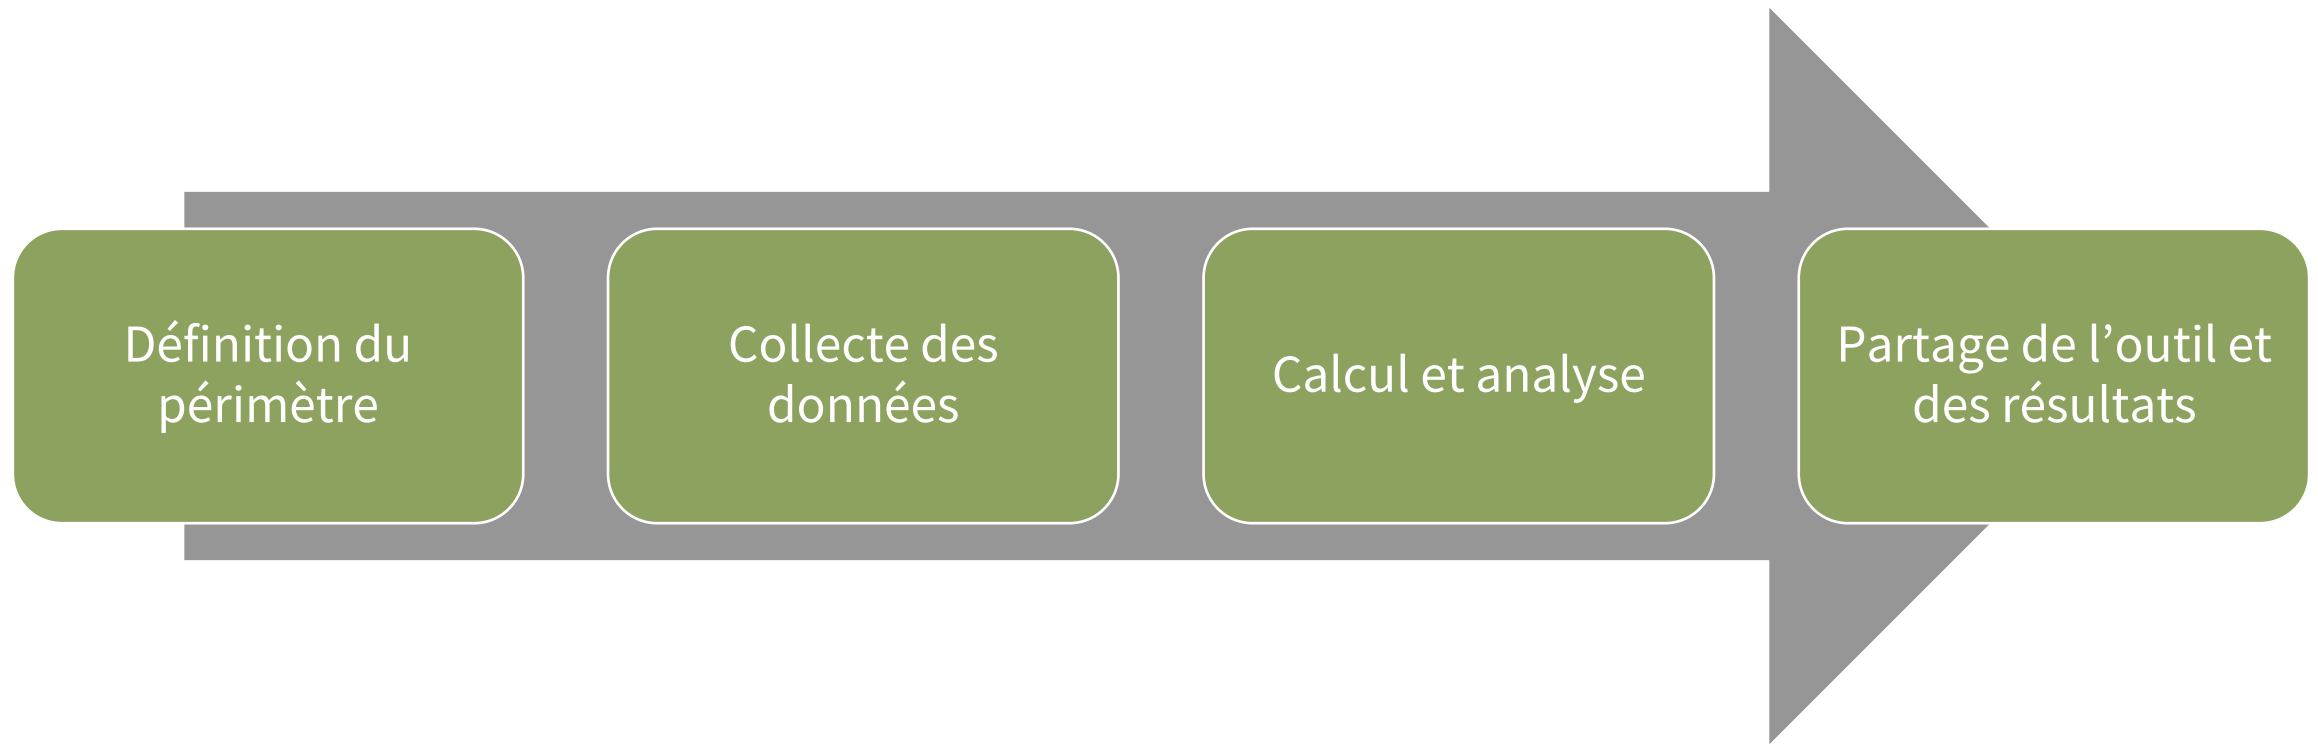 Définition du
périmètre
Collecte des
données
Calcul et analyse
Partage de l’outil et
des résultats